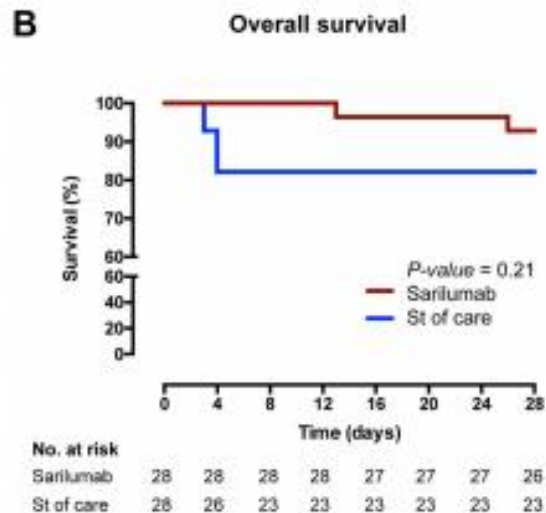 B
Overall survival
100
90
80
70
60
60
40
20
0
Survival (%)
P-value = 0.21
Sarilumab
St of care
0 4 8 12 16 20 24 28
Time (days)
No. at risk
Sarilumab 28 28 28 28 27 27 27 26
St of care 28 26 23 23 23 23 23 23